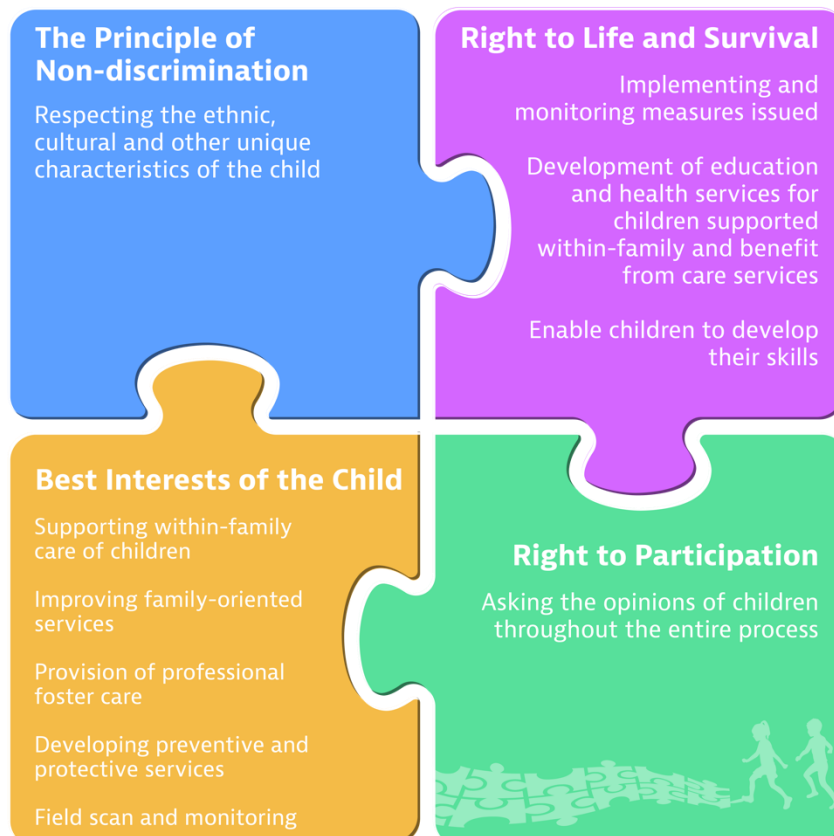 The Principle of
Non-discrimination
Respecting the ethnic,
cultural and other unique
characteristics of the child
Right to Life and Survival
Implementing and
monitoring measures issued
Development of education
and health services for
children supported
within-family and benefit
from care services
Enable children to develop
their skills
Best Interests of the Child
Supporting within-family
care of children
Improving family-oriented
services
Provision of professional
foster care
Developing preventive and
protective services
Field scan and monitoring
Right to Participation
Asking the opinions of children
throughout the entire process